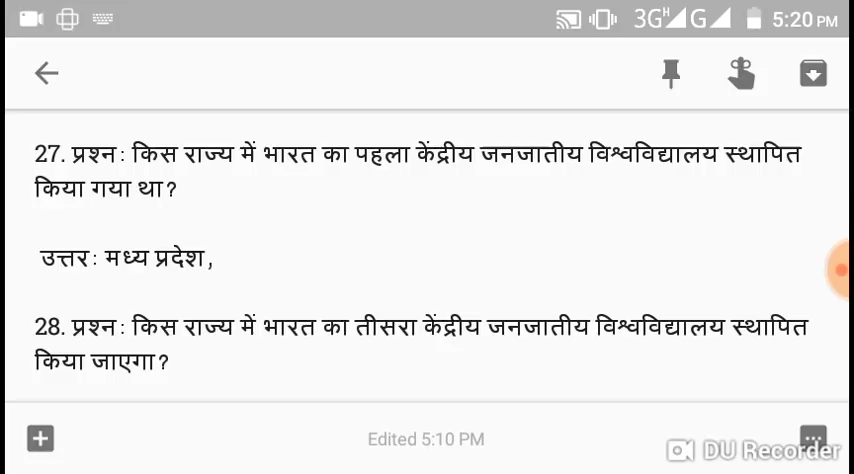 3G H G 5:20 PM
27. प्रश्न: किस राज्य में भारत का पहला केंद्रीय जनजातीय विश्वविद्यालय स्थापित
किया गया था?
उत्तर: मध्य प्रदेश,
28. प्रश्न: किस राज्य में भारत का तीसरा केंद्रीय जनजातीय विश्वविद्यालय स्थापित
किया जाएगा?
Edited 5:10 PM
DU Recorder